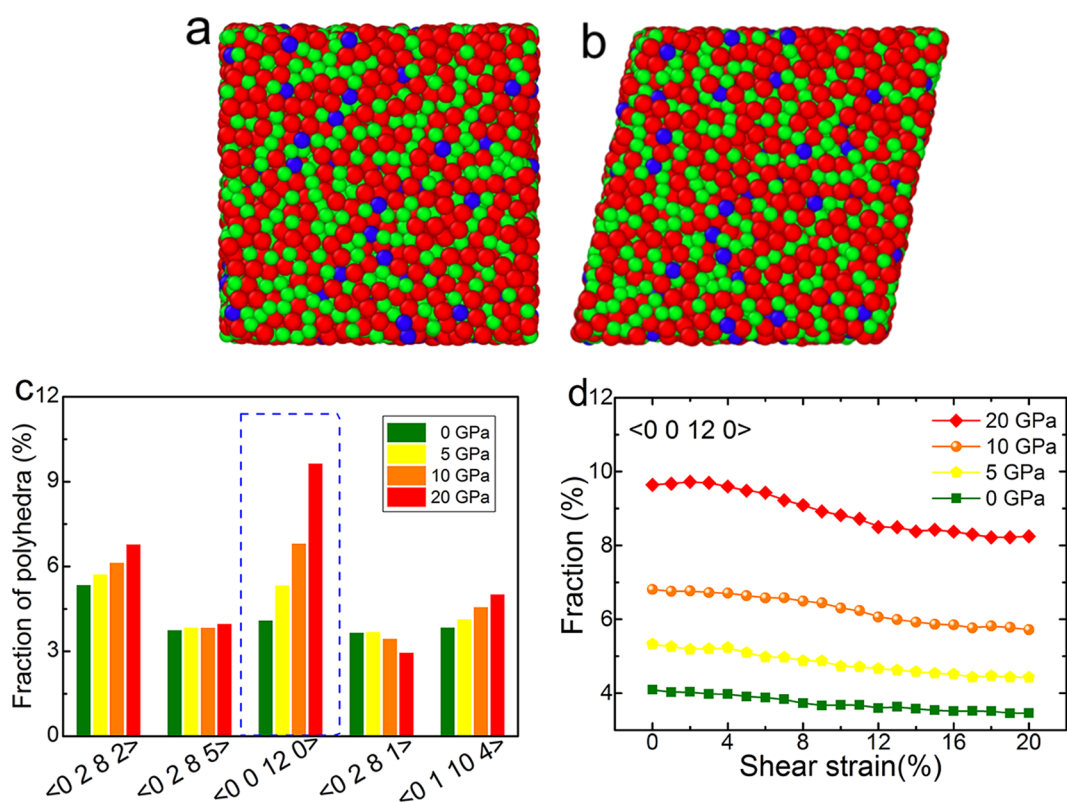 a
b
c
12
9
6
3
0
Fraction of polyhedra (%)
0 GPa
5 GPa
10 GPa
20 GPa
<0 2 8 2>
<0 2 8 5>
<0 0 12 0>
<0 2 8 1>
<0 1 10 4>
d
12
10
8
6
4
Fraction (%)
<0 0 12 0>
20 GPa
10 GPa
5 GPa
0 GPa
0 4 8 12 16 20
Shear strain(%)